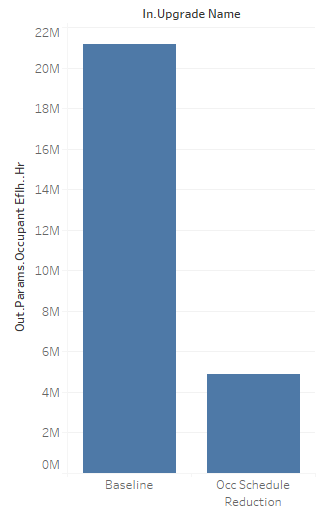 In.Upgrade Name
22M
20M
18M
16M
14M
12M
10M
8M
6M
4M
2M
0M
Out.Params.Occupant Eflh..Hr
Baseline
Occ Schedule
Reduction